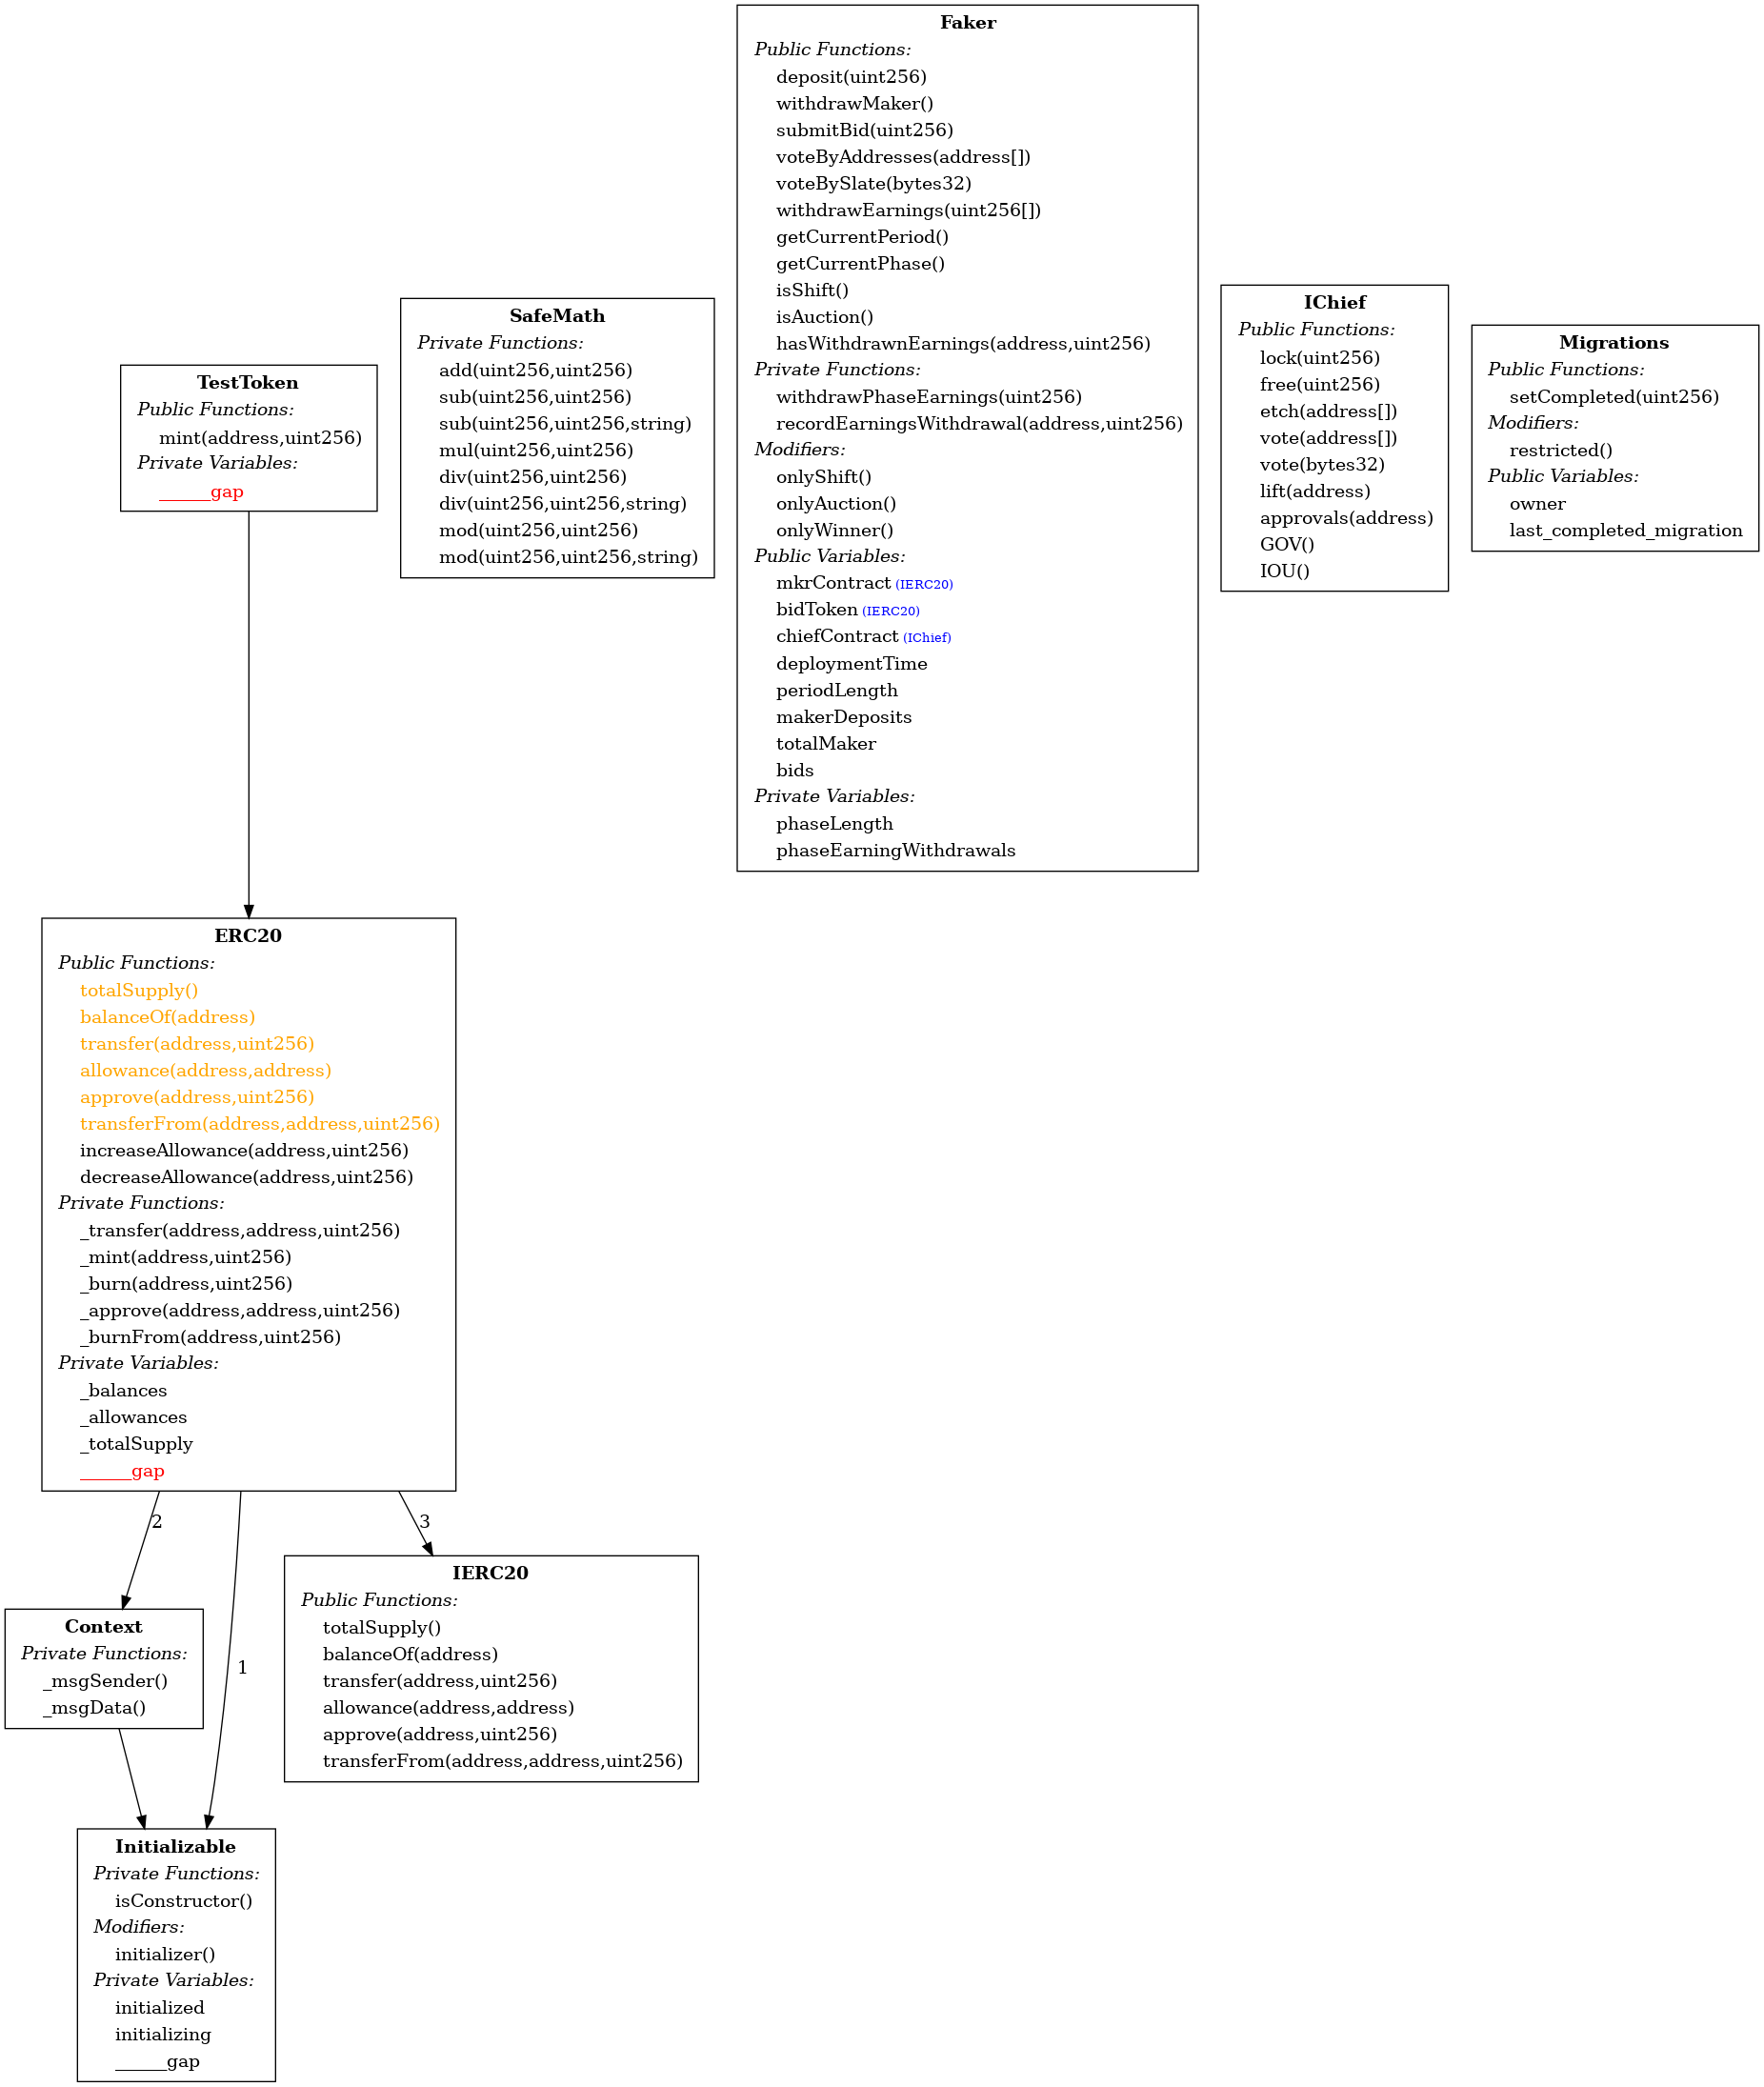 Faker
Public Functions:
deposit(uint256)
withdrawMaker()
submitBid(uint256)
voteByAddresses(address[])
voteBySlate(bytes32)
withdrawEarnings(uint256[])
getCurrentPeriod()
getCurrentPhase()
isShift()
isAuction()
hasWithdrawnEarnings(address,uint256)
Private Functions:
withdrawPhaseEarnings(uint256)
recordEarningsWithdrawal(address,uint256)
Modifiers:
onlyShift()
onlyAuction()
onlyWinner()
Public Variables:
mkrContract (IERC20)
bidToken (IERC20)
chiefContract (IChief)
deploymentTime
periodLength
makerDeposits
totalMaker
bids
Private Variables:
phaseLength
phaseEarningWithdrawals
TestToken
Public Functions:
mint(address,uint256)
Private Variables:
______gap
SafeMath
Private Functions:
add(uint256,uint256)
sub(uint256,uint256)
sub(uint256,uint256,string)
mul(uint256,uint256)
div(uint256,uint256)
div(uint256,uint256,string)
mod(uint256,uint256)
mod(uint256,uint256,string)
IChief
Public Functions:
lock(uint256)
free(uint256)
etch(address[])
vote(address[])
vote(bytes32)
lift(address)
approvals(address)
GOV()
IOU()
Migrations
Public Functions:
setCompleted(uint256)
Modifiers:
restricted()
Public Variables:
owner
last_completed_migration
ERC20
Public Functions:
totalSupply()
balanceOf(address)
transfer(address,uint256)
allowance(address,address)
approve(address,uint256)
transferFrom(address,address,uint256)
increaseAllowance(address,uint256)
decreaseAllowance(address,uint256)
Private Functions:
_transfer(address,address,uint256)
_mint(address,uint256)
_burn(address,uint256)
_approve(address,address,uint256)
_burnFrom(address,uint256)
Private Variables:
_balances
_allowances
_totalSupply
______gap
2
1
3
Context
Private Functions:
_msgSender()
_msgData()
IERC20
Public Functions:
totalSupply()
balanceOf(address)
transfer(address,uint256)
allowance(address,address)
approve(address,uint256)
transferFrom(address,address,uint256)
Initializable
Private Functions:
isConstructor()
Modifiers:
initializer()
Private Variables:
initialized
initializing
______gap